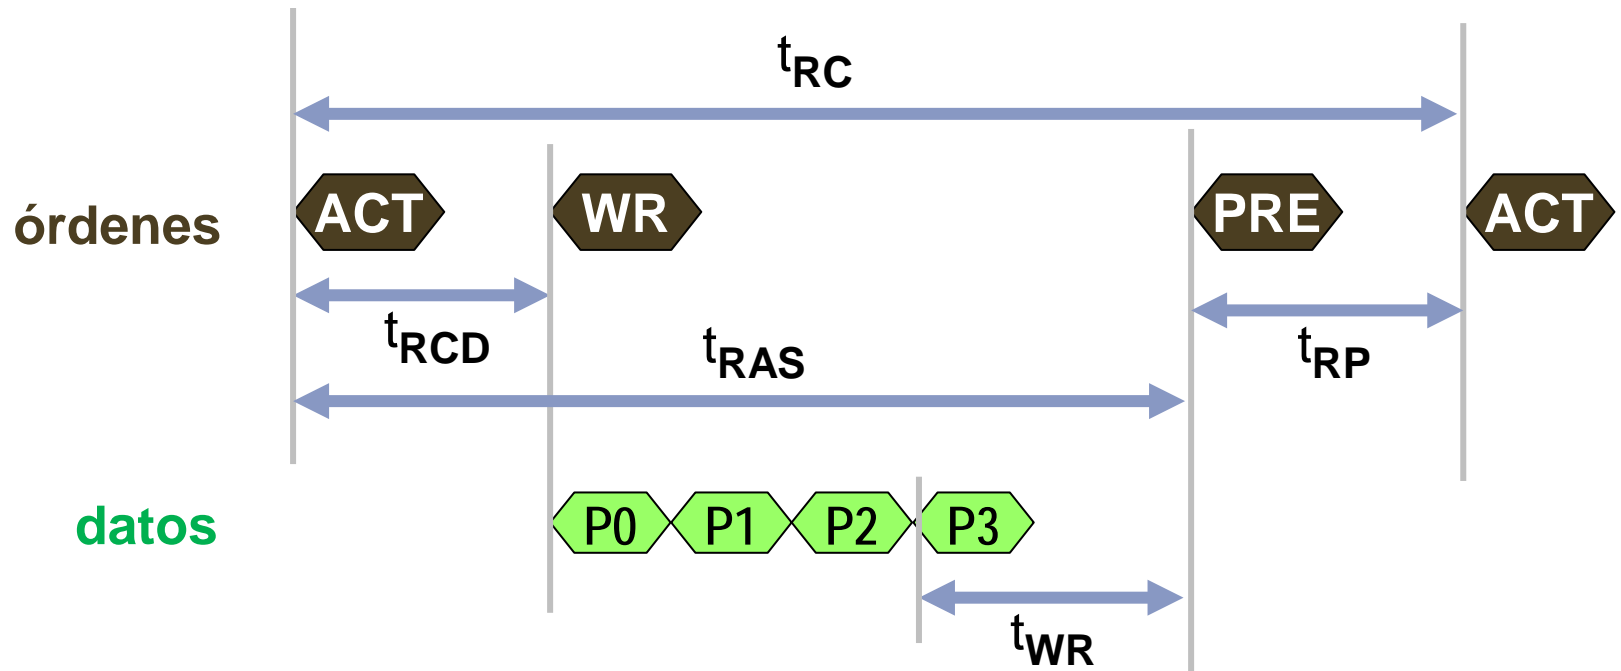 tRC
órdenes ACT WR PRE ACT
tRCD tRAS tRP
datos P0 P1 P2 P3
tWR